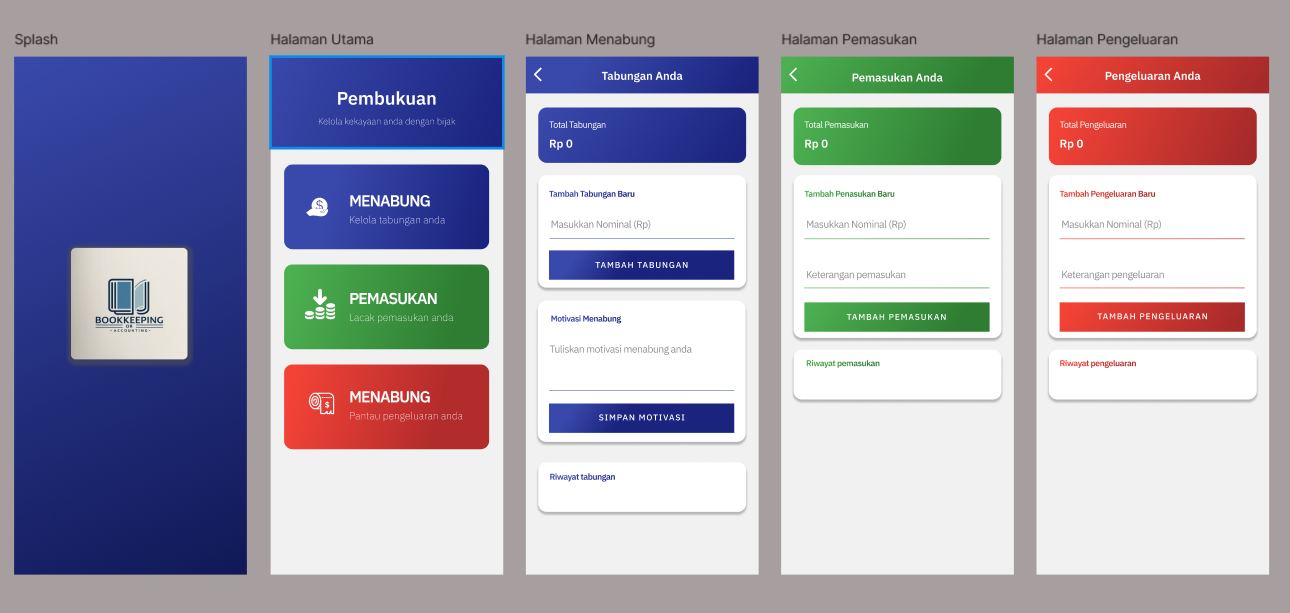 Splash
BOOKKEEPING
OR
- ACCOUNTING -
Halaman Utama
Pembukuan
Kelola kekayaan anda dengan bijak
MENABUNG
Kelola tabungan anda
PEMASUKAN
Lacak pemasukan anda
MENABUNG
Pantau pengeluaran anda
Halaman Menabung
Tabungan Anda
Total Tabungan
Rp 0
Tambah Tabungan Baru
Masukkan Nominal (Rp)
TAMBAH TABUNGAN
Motivasi Menabung
Tuliskan motivasi menabung anda
SIMPAN MOTIVASI
Riwayat tabungan
Halaman Pemasukan
Pemasukan Anda
Total Pemasukan
Rp 0
Tambah Penasukan Baru
Masukkan Nominal (Rp)
Keterangan pemasukan
TAMBAH PEMASUKAN
Riwayat pemasukan
Halaman Pengeluaran
Pengeluaran Anda
Total Pengeluaran
Rp 0
Tambah Pengeluaran Baru
Masukkan Nominal (Rp)
Keterangan pengeluaran
TAMBAH PENGELUARAN
Riwayat pengeluaran